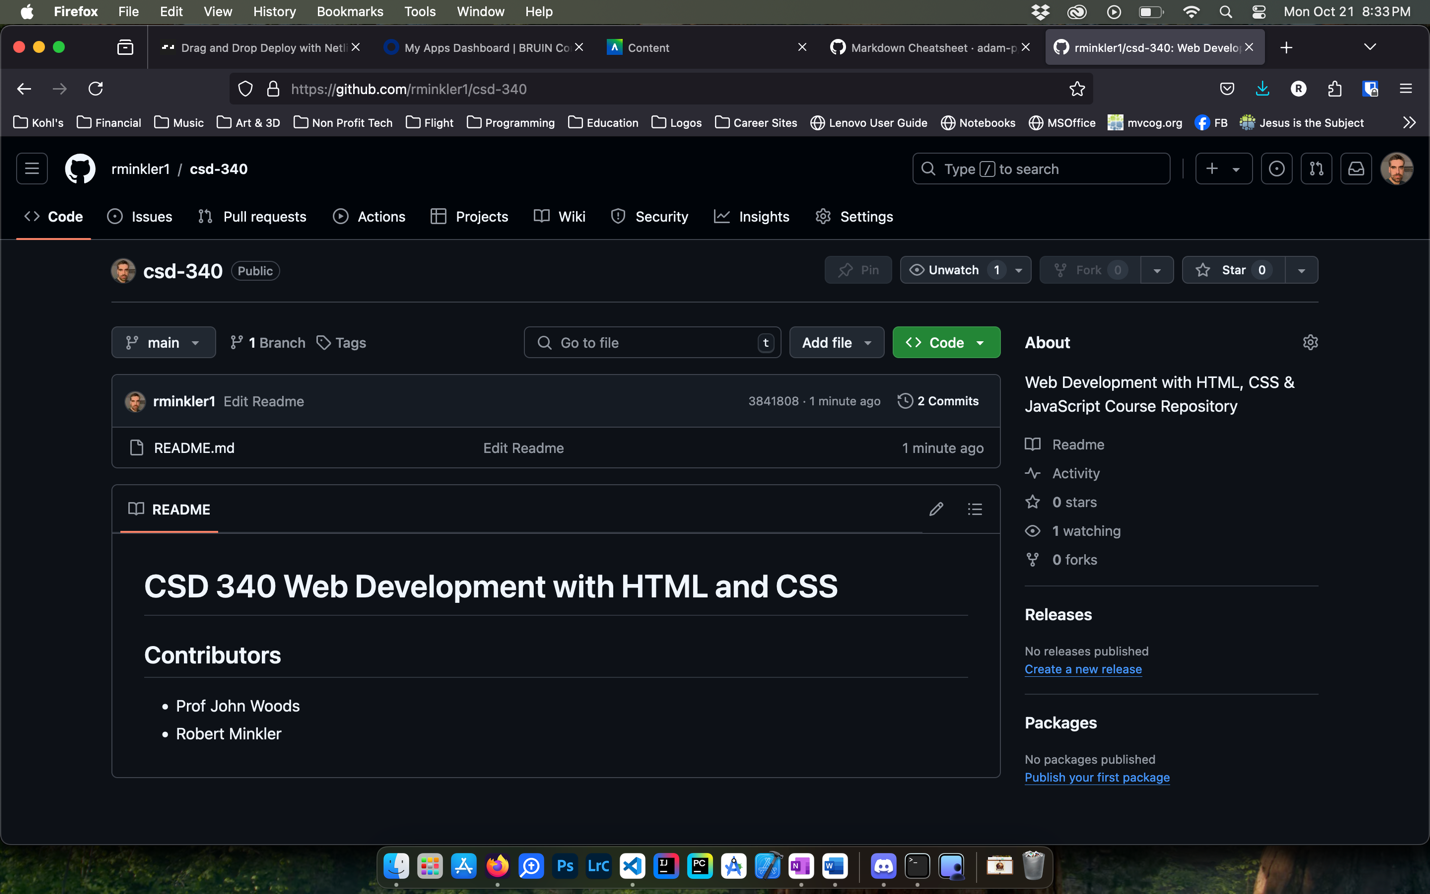 Firefox File Edit View History Bookmarks Tools Window Help Mon Oct 21 8:33 PM
Drag and Drop Deploy with Netli My Apps Dashboard | BRUIN Co Content Markdown Cheatsheet · adam-p rminkler1/csd-340: Web Develo
https://github.com/rminkler1/csd-340 R
Kohl's Financial Music Art & 3D Non Profit Tech Flight Programming Education Logos Career Sites Lenovo User Guide Notebooks MSOffice mvcog.org FB Jesus is the Subject
rminkler1 / csd-340 Type / to search
Code Issues Pull requests Actions Projects Wiki Security Insights Settings
csd-340 Public Pin Unwatch 1 Fork 0 Star 0
main 1 Branch Tags Go to file t Add file Code
rminkler1 Edit Readme 3841808 · 1 minute ago 2 Commits
README.md Edit Readme 1 minute ago
README
CSD 340 Web Development with HTML and CSS
Contributors
• Prof John Woods
• Robert Minkler
About
Web Development with HTML, CSS &
JavaScript Course Repository
Readme
Activity
0 stars
1 watching
0 forks
Releases
No releases published
Create a new release
Packages
No packages published
Publish your first package
Ps LrC IJ PC N W